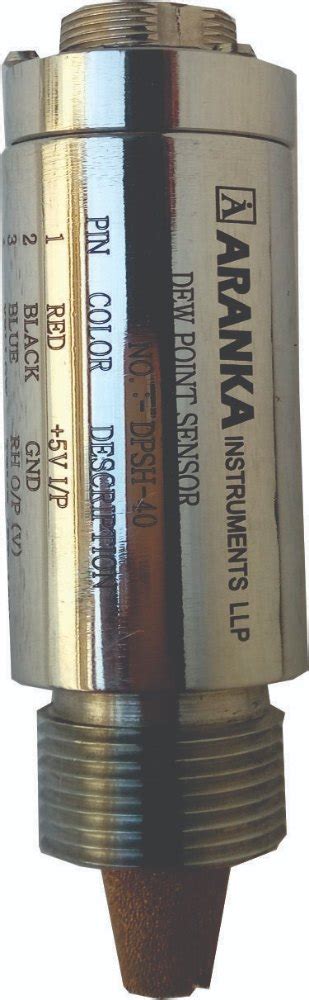 ARANKA INSTRUMENTS LLP
DEW POINT SENSOR
NO.:-DPSH-40
PIN COLOR DESCRIPTION
1 RED +5V I/P
2 BLACK GND
3 BLUE RH O/P (V)